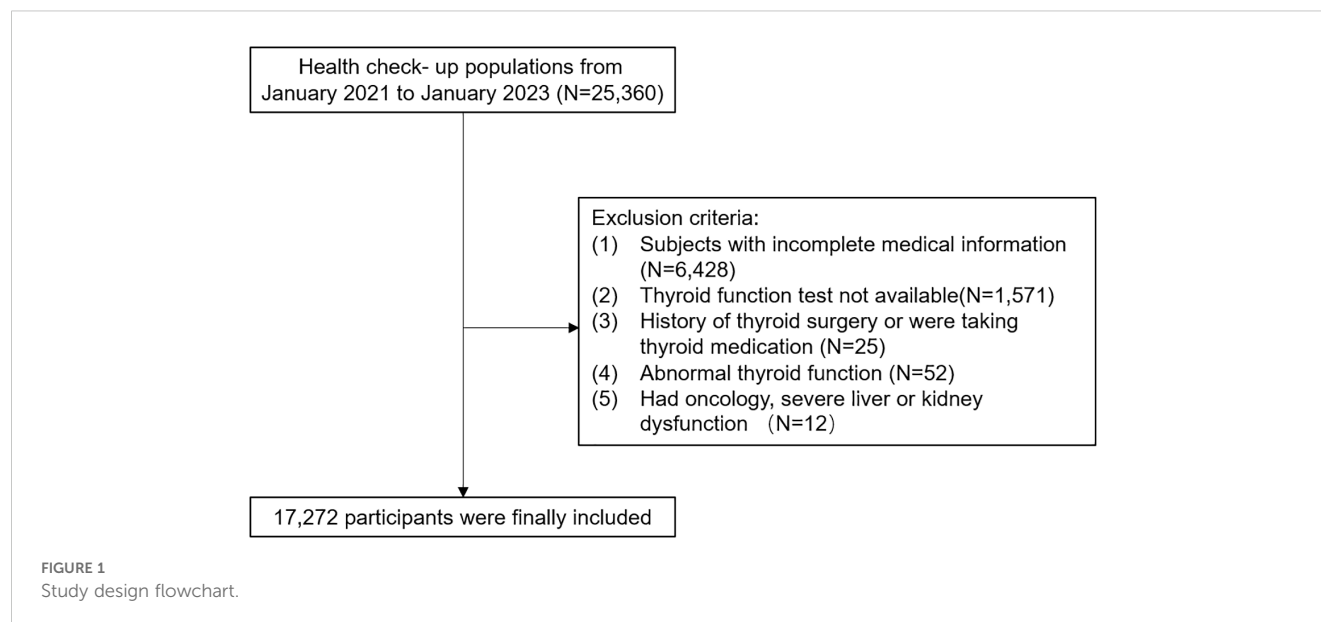 Health check- up populations from
January 2021 to January 2023 (N=25,360)
Exclusion criteria:
(1) Subjects with incomplete medical information
(N=6,428)
(2) Thyroid function test not available(N=1,571)
(3) History of thyroid surgery or were taking
thyroid medication (N=25)
(4) Abnormal thyroid function (N=52)
(5) Had oncology, severe liver or kidney
dysfunction （N=12）
17,272 participants were finally included
FIGURE 1
Study design flowchart.